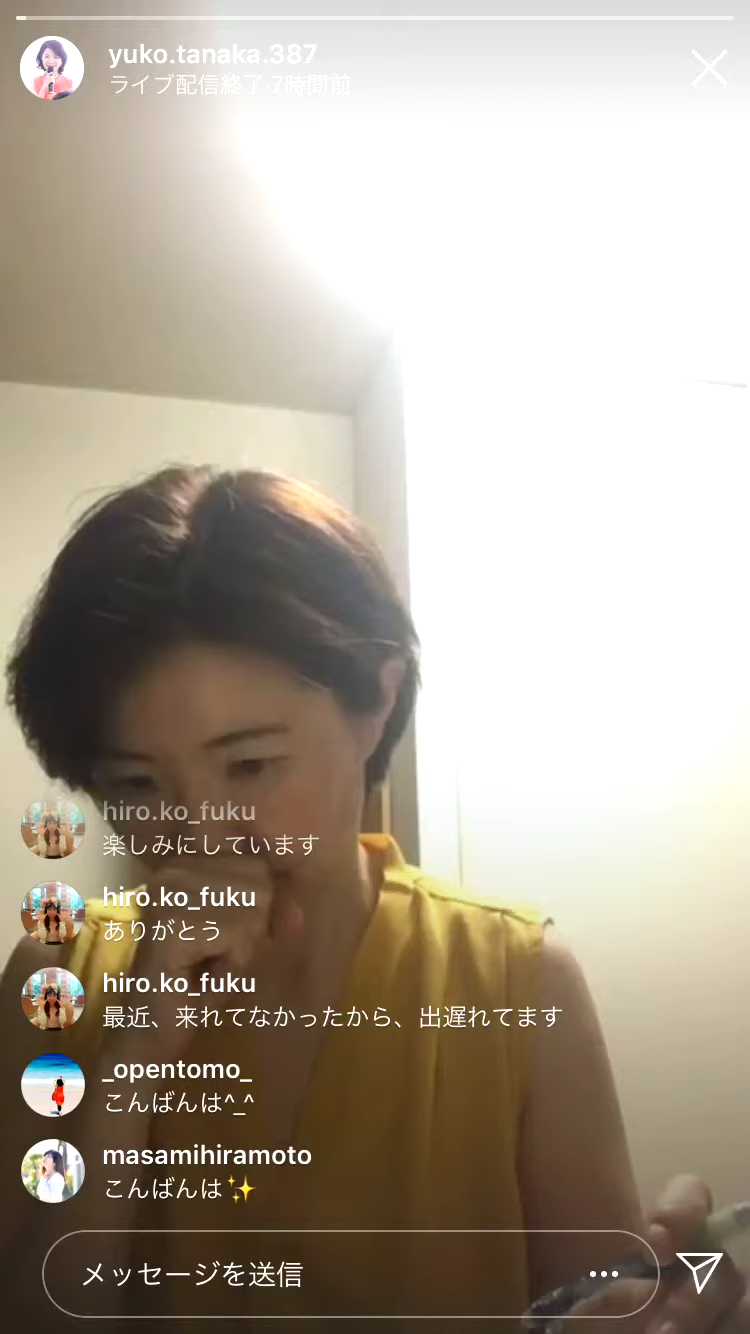 yuko.tanaka.387
ライブ配信終了·7時間前
hiro.ko_fuku
楽しみにしています
hiro.ko_fuku
ありがとう
hiro.ko_fuku
最近、来れてなかったから、出遅れてます
_opentomo_
こんばんは^_^
masamihiramoto
こんばんは✨
メッセージを送信